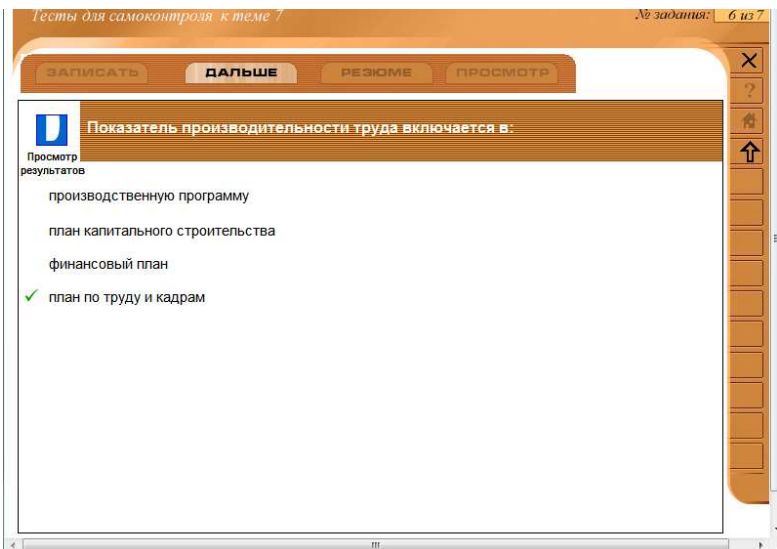 Тесты для самоконтроля к теме 7
№ задания: 6 из 7
ЗАПИСАТЬ ДАЛЬШЕ РЕЗЮМЕ ПРОСМОТР
Показатель производительности труда включается в:
Просмотр
результатов
производственную программу
план капитального строительства
финансовый план
план по труду и кадрам